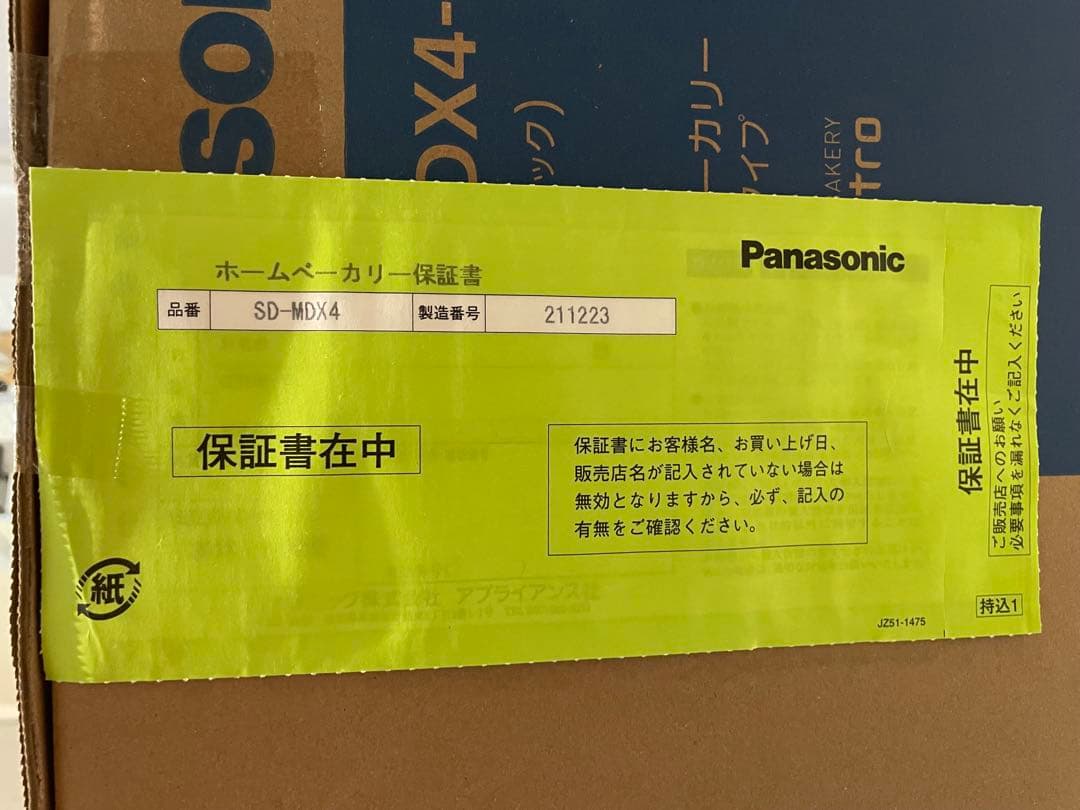 SO
DX4-
ック)
ーカリー
イプ
AKERY
tro
Panasonic
ホームベーカリー保証書
品番 SD-MDX4 製造番号 211223
保証書在中
保証書にお客様名、お買い上げ日、
販売店名が記入されていない場合は
無効となりますから、必ず、記入の
有無をご確認ください。
紙
アプライアンス社
JZ51-1475
保証書在中
ご販売店へのお願い
必要事項を漏れなくご記入ください
持込1